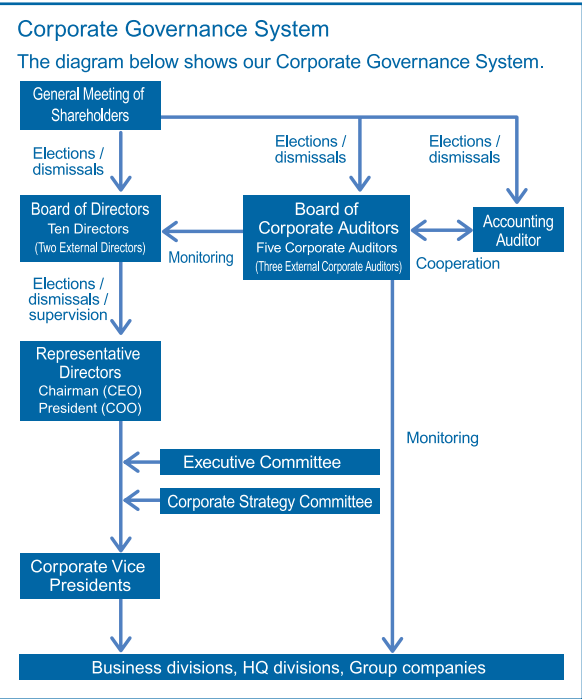 Corporate Governance System
The diagram below shows our Corporate Governance System.
General Meeting of
Shareholders
Elections /
dismissals
Elections /
dismissals
Elections /
dismissals
Board of Directors
Ten Directors
(Two External Directors)
Monitoring
Board of
Corporate Auditors
Five Corporate Auditors
(Three External Corporate Auditors)
Cooperation
Accounting
Auditor
Elections /
dismissals /
supervision
Representative
Directors
Chairman (CEO)
President (COO)
Monitoring
Executive Committee
Corporate Strategy Committee
Corporate Vice
Presidents
Business divisions, HQ divisions, Group companies